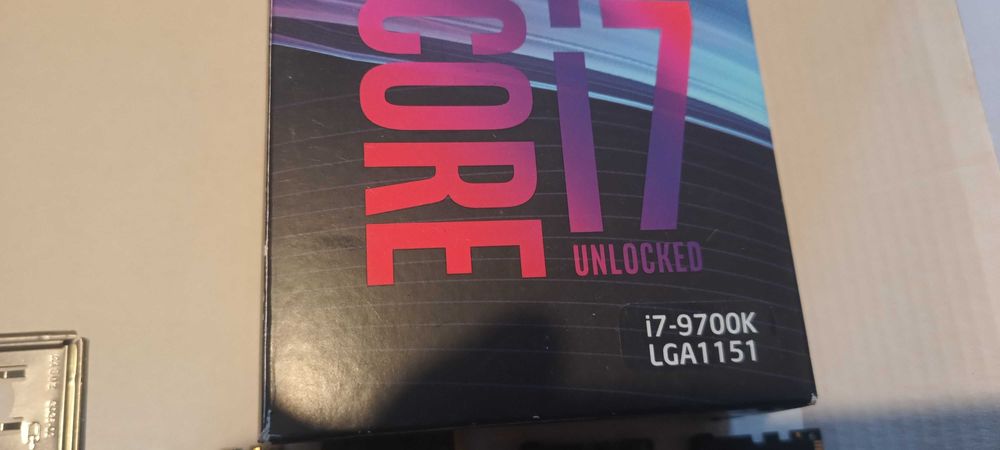 CORE
i7
UNLOCKED
i7-9700K
LGA1151